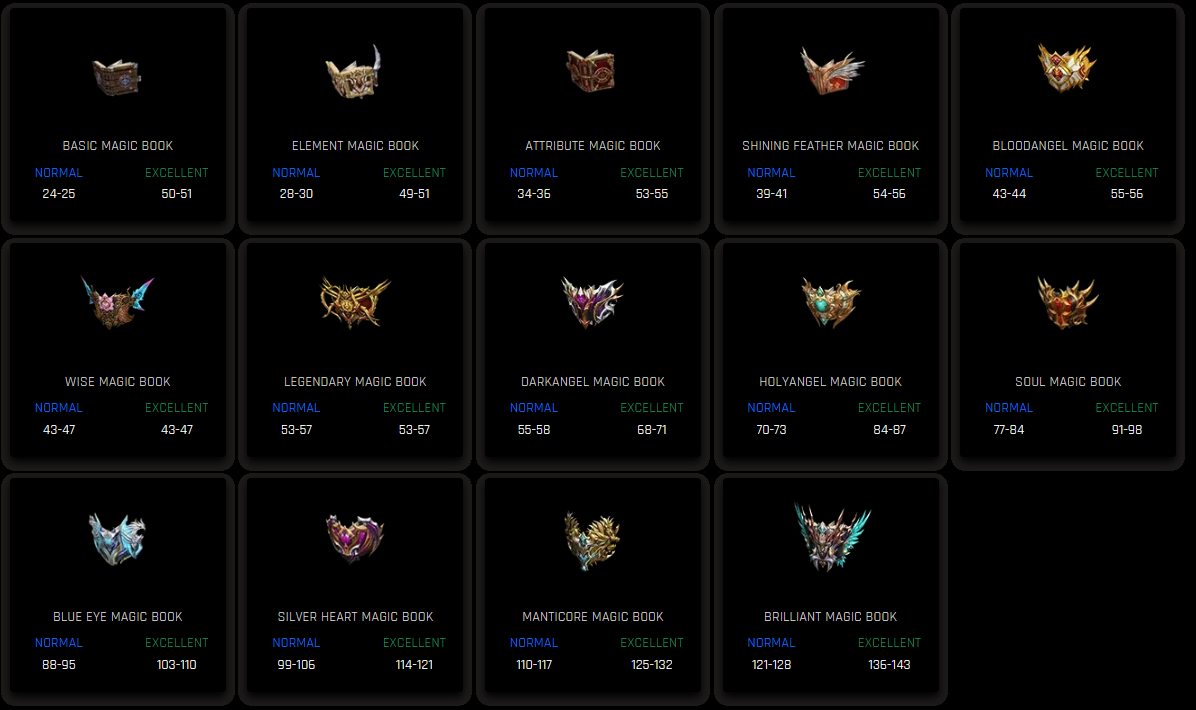 BASIC MAGIC BOOK
NORMAL EXCELLENT
24-25 50-51
ELEMENT MAGIC BOOK
NORMAL EXCELLENT
28-30 49-51
ATTRIBUTE MAGIC BOOK
NORMAL EXCELLENT
34-36 53-55
SHINING FEATHER MAGIC BOOK
NORMAL EXCELLENT
39-41 54-56
BLOODANGEL MAGIC BOOK
NORMAL EXCELLENT
43-44 55-56
WISE MAGIC BOOK
NORMAL EXCELLENT
43-47 43-47
LEGENDARY MAGIC BOOK
NORMAL EXCELLENT
53-57 53-57
DARKANGEL MAGIC BOOK
NORMAL EXCELLENT
55-58 68-71
HOLYANGEL MAGIC BOOK
NORMAL EXCELLENT
70-73 84-87
SOUL MAGIC BOOK
NORMAL EXCELLENT
77-84 91-98
BLUE EYE MAGIC BOOK
NORMAL EXCELLENT
88-95 103-110
SILVER HEART MAGIC BOOK
NORMAL EXCELLENT
99-106 114-121
MANTICORE MAGIC BOOK
NORMAL EXCELLENT
110-117 125-132
BRILLIANT MAGIC BOOK
NORMAL EXCELLENT
121-128 136-143